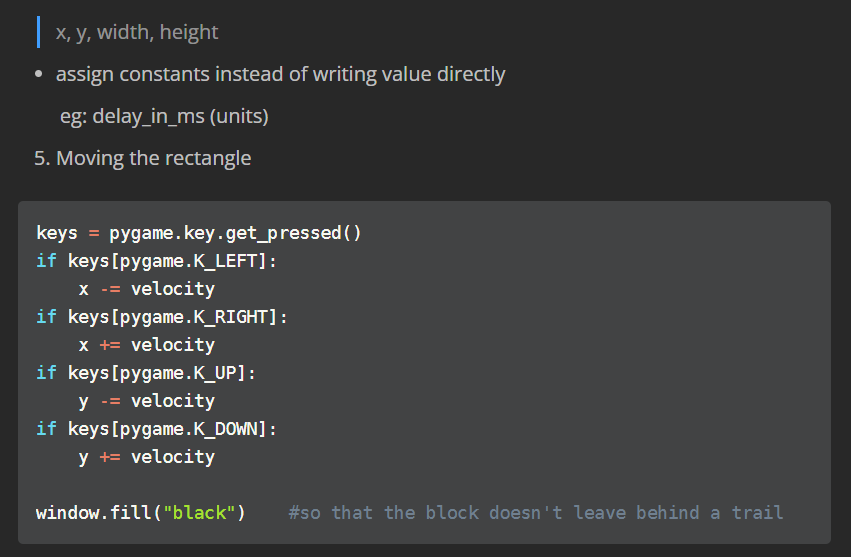 x, y, width, height
• assign constants instead of writing value directly
eg: delay_in_ms (units)
5. Moving the rectangle
keys = pygame.key.get_pressed()
if keys[pygame.K_LEFT]:
    x -= velocity
if keys[pygame.K_RIGHT]:
    x += velocity
if keys[pygame.K_UP]:
    y -= velocity
if keys[pygame.K_DOWN]:
    y += velocity
window.fill("black")    #so that the block doesn't leave behind a trail